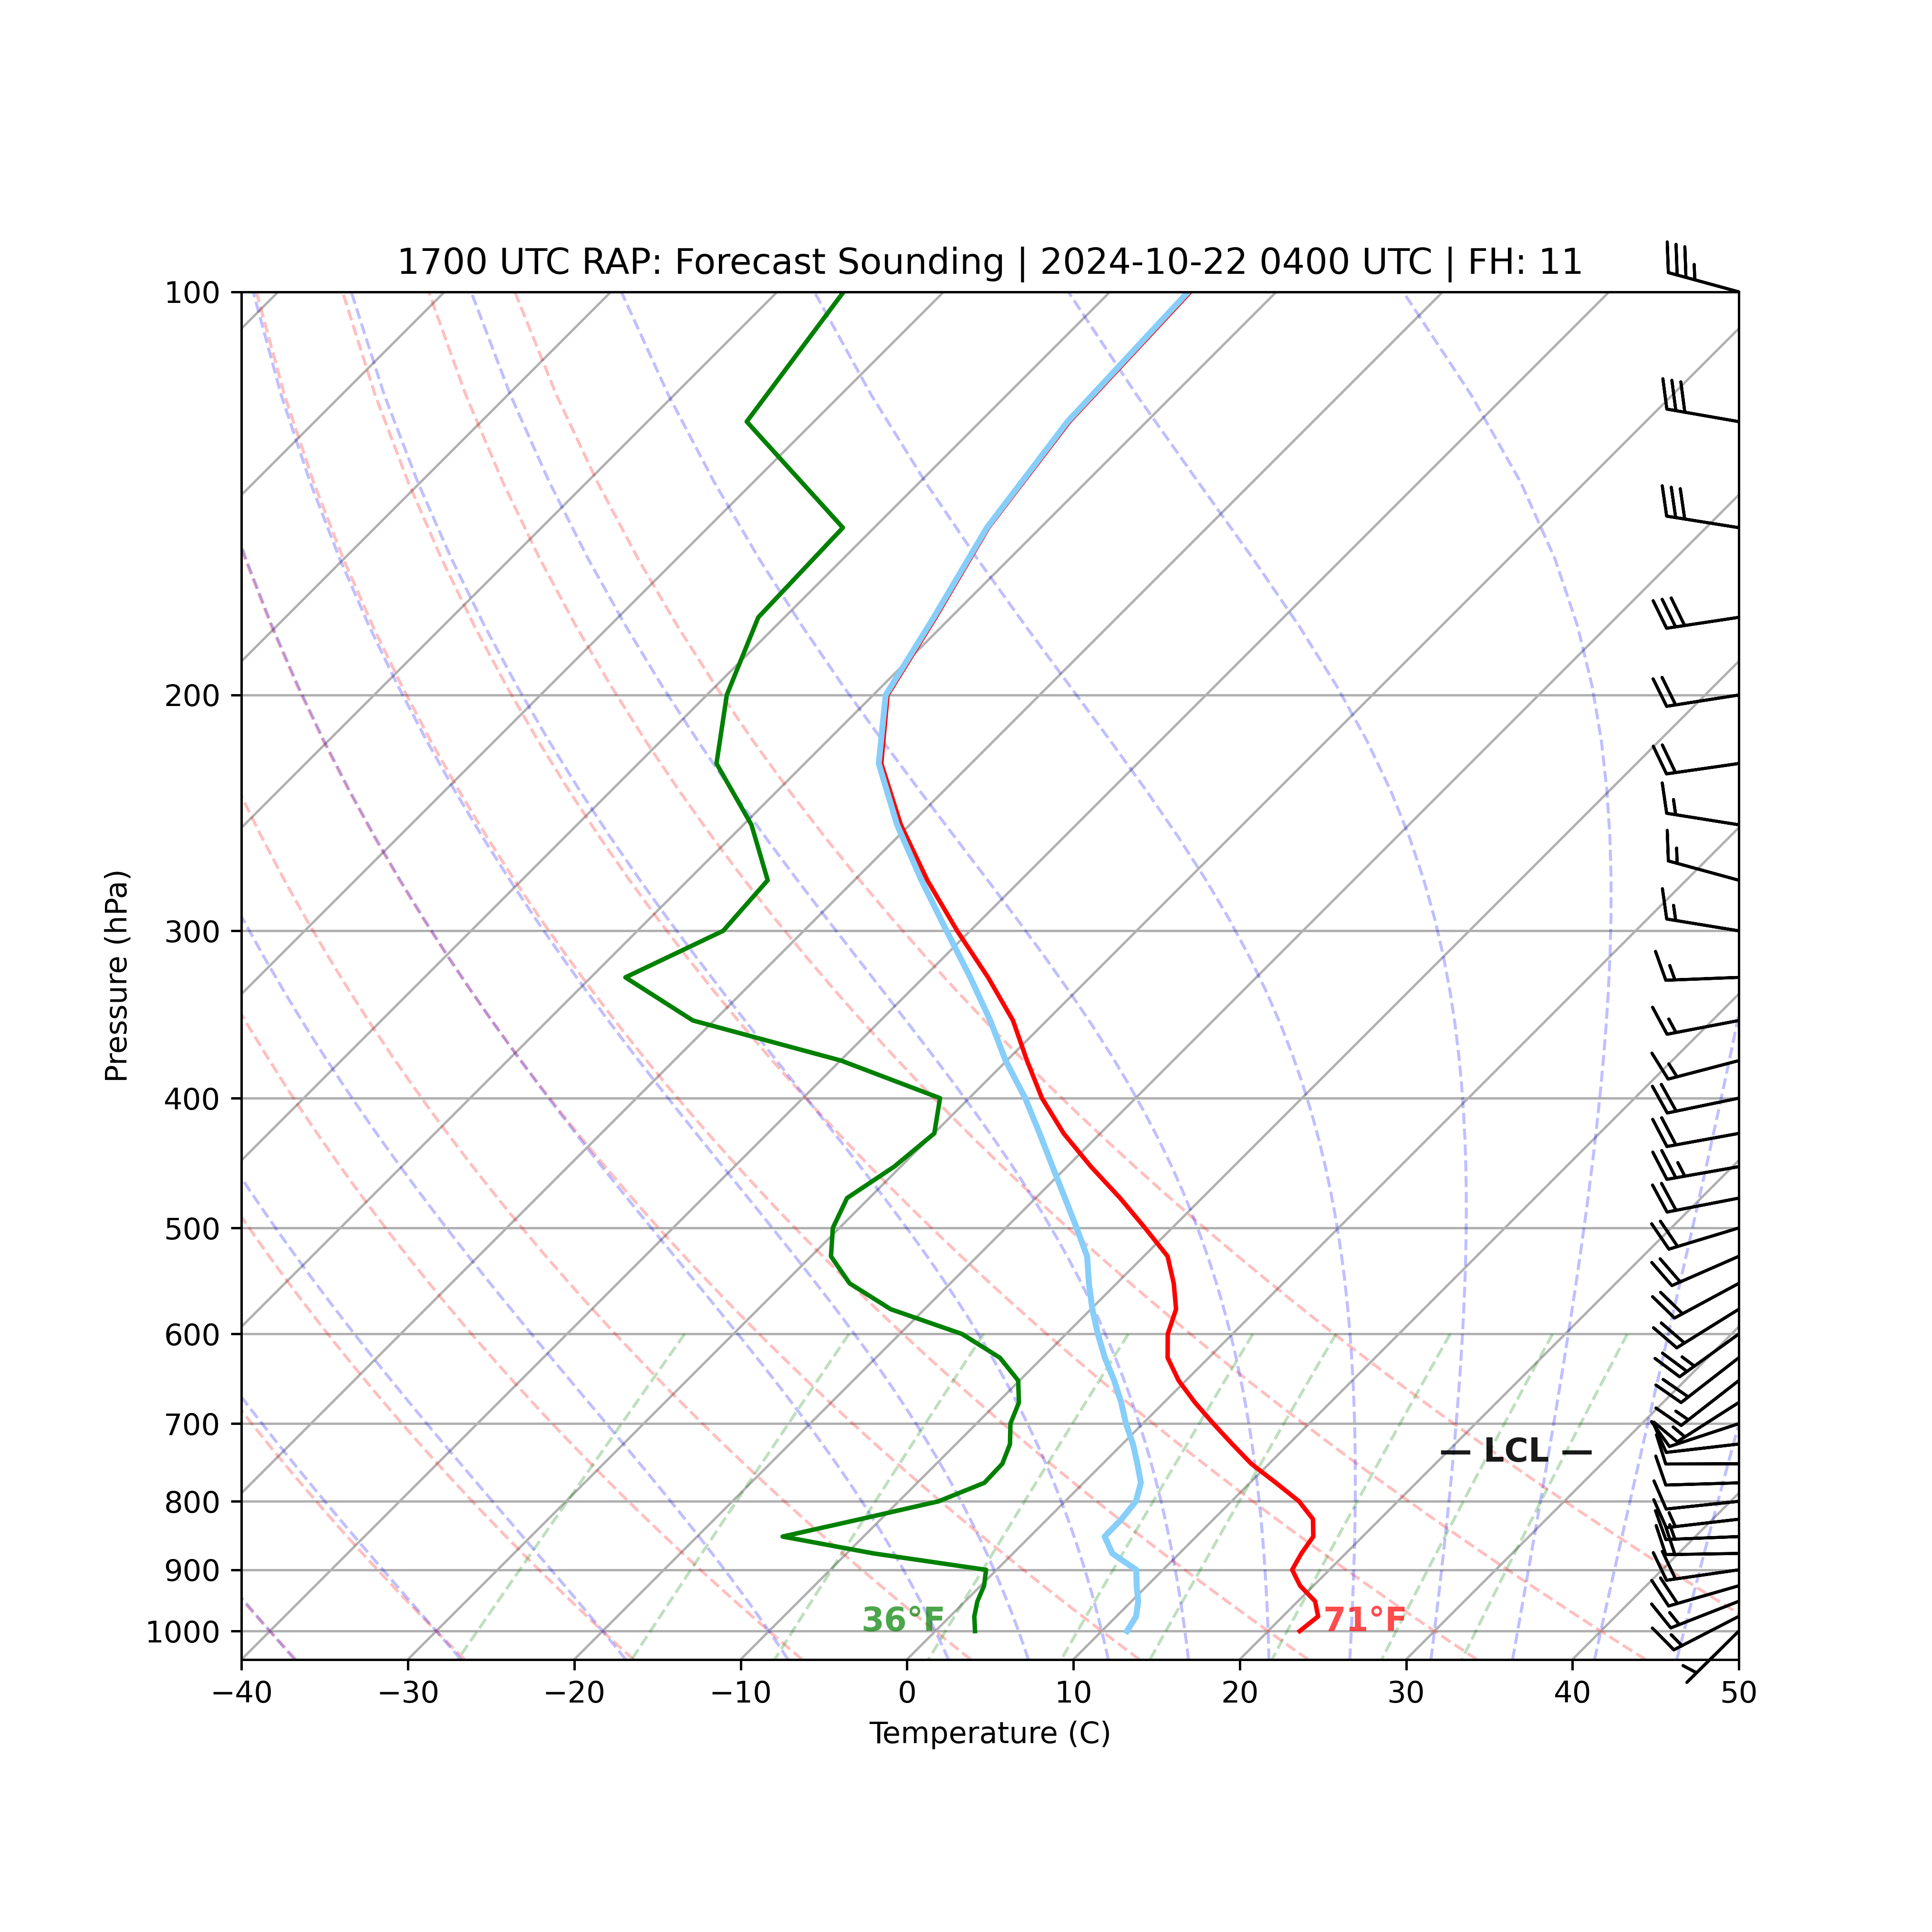 1700 UTC RAP: Forecast Sounding | 2024-10-22 0400 UTC | FH: 11
100
200
300
400
500
600
700
800
900
1000
Pressure (hPa)
— LCL —
36°F
71°F
−40 −30 −20 −10 0 10 20 30 40 50
Temperature (C)